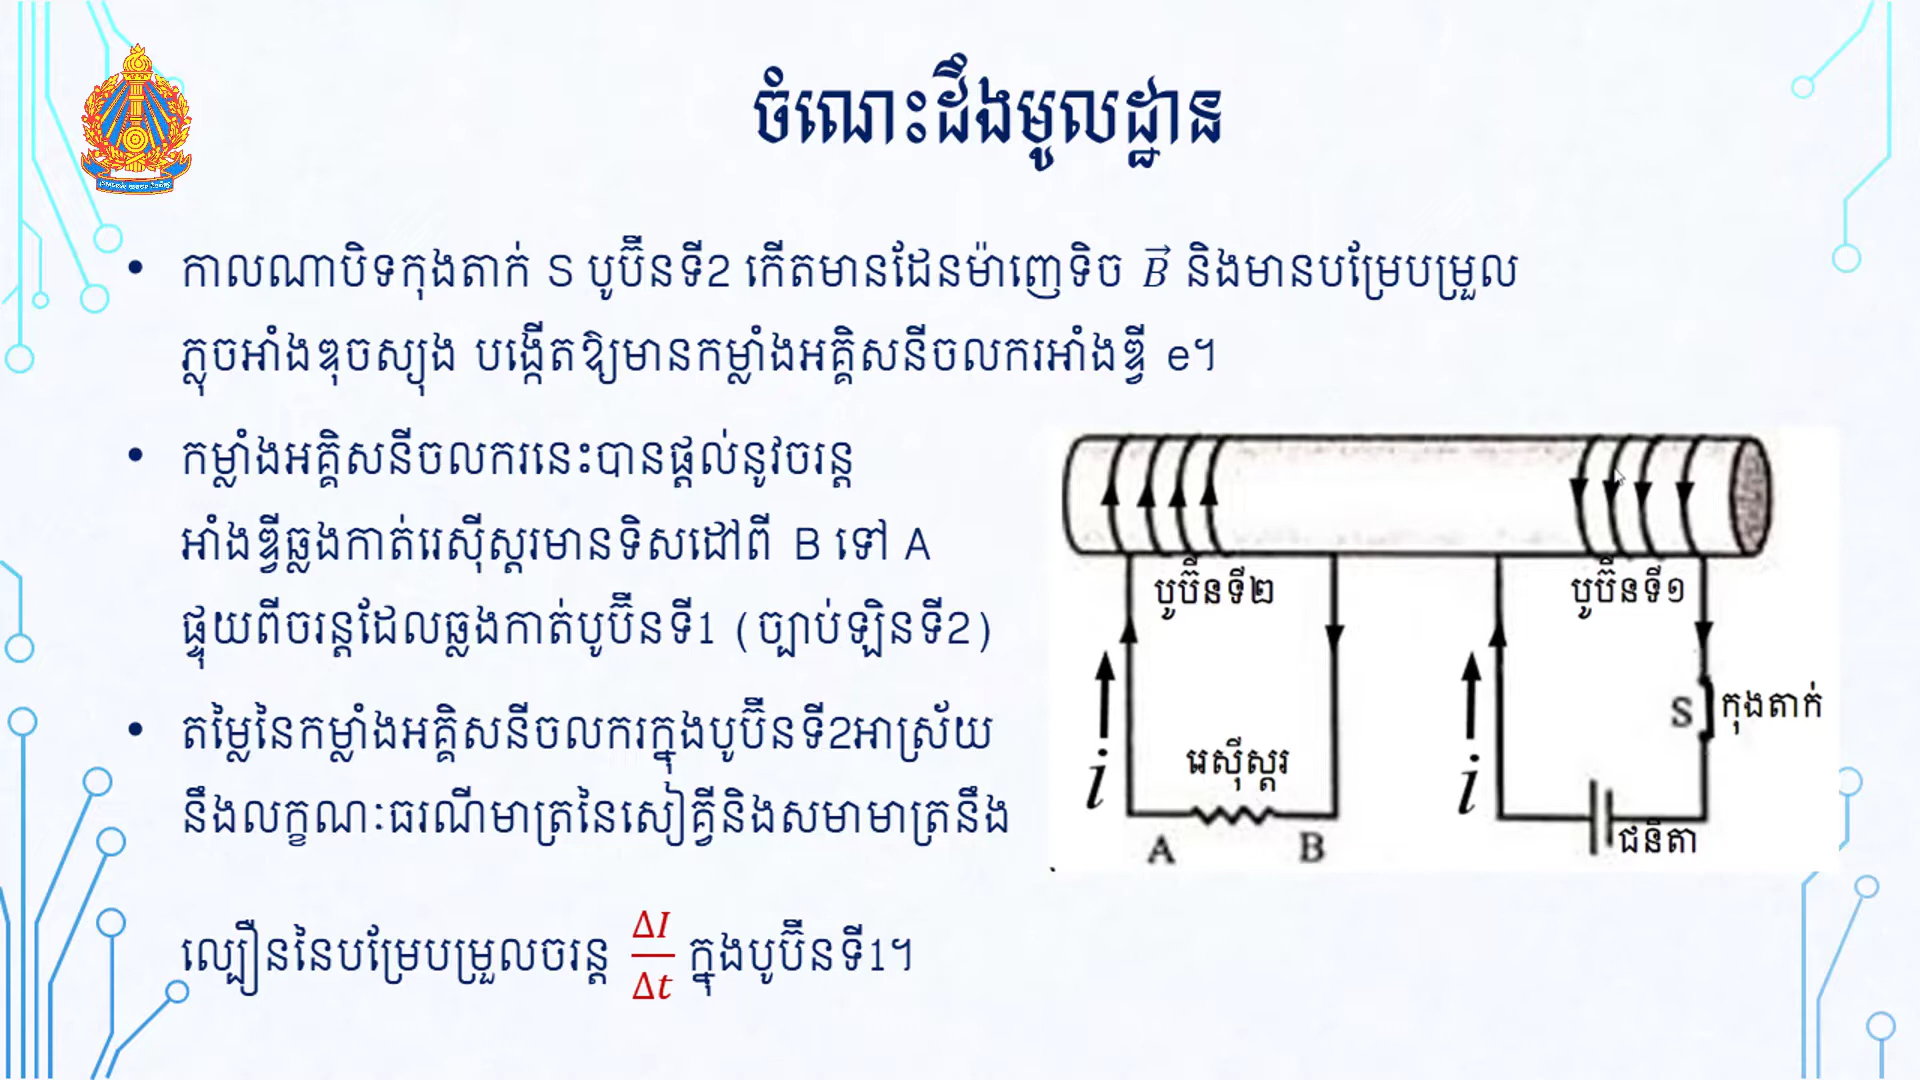 ចំណេះដឹងមូលដ្ឋាន
• កាលណាបិទកុងតាក់ S បូប៊ីនទី2 កើតមានដែនម៉ាញេទិច $\vec{B}$ និងមានបម្រែបម្រួល
ភ្លុចអាំងឌុចស្យុង បង្កើតឱ្យមានកម្លាំងអគ្គិសនីចលករអាំងឌ្វី e។
• កម្លាំងអគ្គិសនីចលករនេះបានផ្តល់នូវចរន្ត
អាំងឌ្វីឆ្លងកាត់រេស៊ីស្តរមានទិសដៅពី B ទៅ A
ផ្ទុយពីចរន្តដែលឆ្លងកាត់បូប៊ីនទី1 (ច្បាប់ឡិនទី2)
• តម្លៃនៃកម្លាំងអគ្គិសនីចលករក្នុងបូប៊ីនទី2អាស្រ័យ
នឹងលក្ខណៈធរណីមាត្រនៃសៀគ្វីនិងសមាមាត្រនឹង
ល្បឿននៃបម្រែបម្រួលចរន្ត $\frac{\Delta I}{\Delta t}$ ក្នុងបូប៊ីនទី1។
បូប៊ីនទី២
បូប៊ីនទី១
S កុងតាក់
i
រេស៊ីស្តរ
i
A
B
ជនិតា